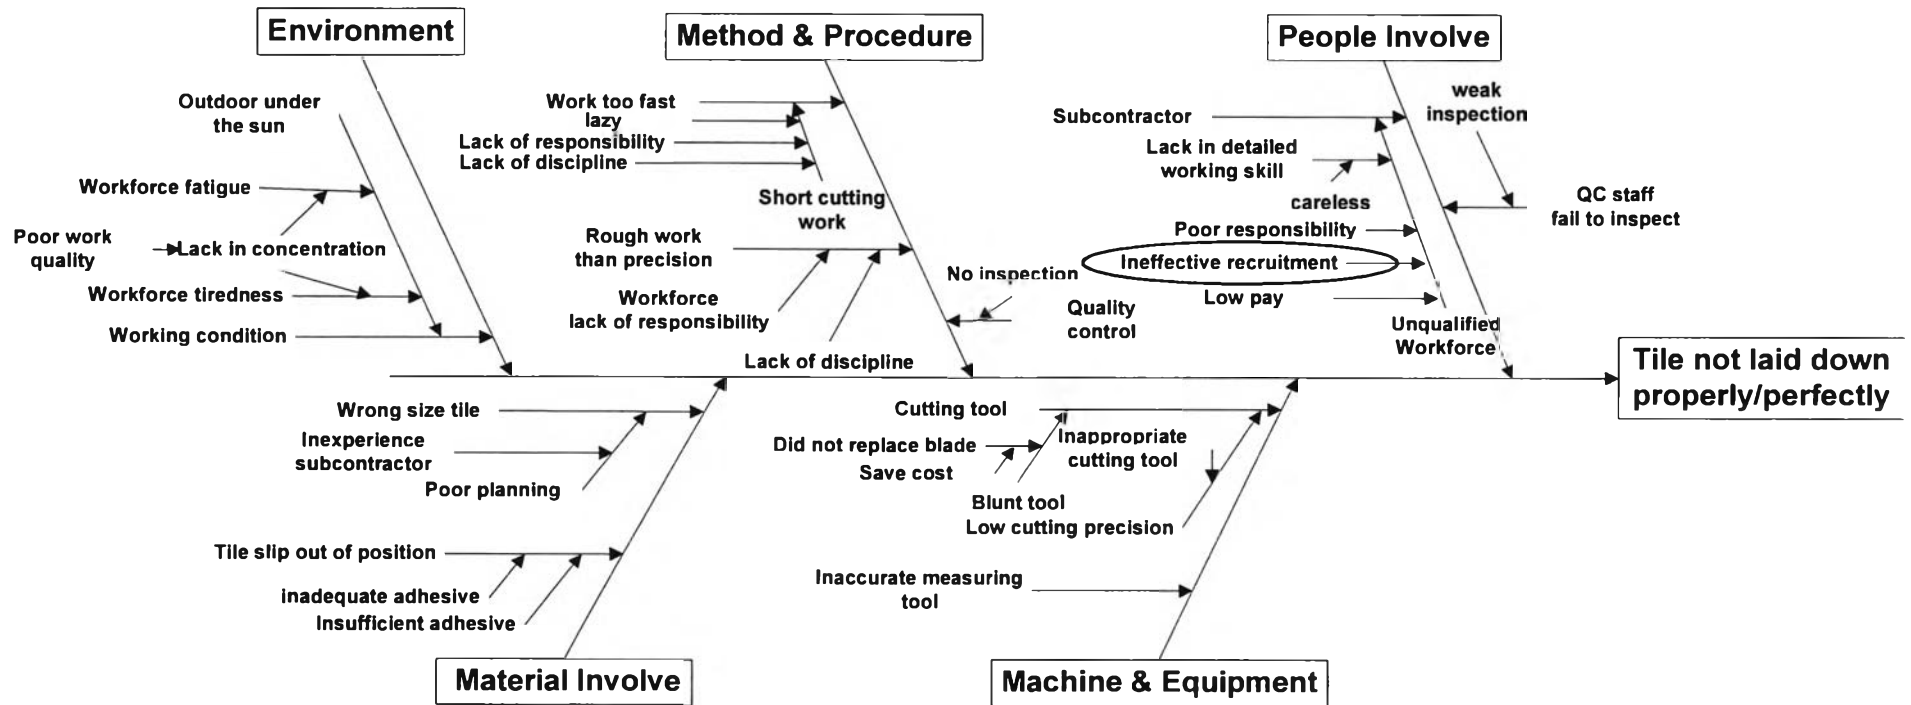 Environment
Method & Procedure
People Involve
Outdoor under
the sun
Workforce fatigue
Poor work
quality
Lack in concentration
Workforce tiredness
Working condition
Work too fast
lazy
Lack of responsibility
Lack of discipline
Short cutting
work
Rough work
than precision
Workforce
lack of responsibility
Lack of discipline
No inspection
Quality
control
Subcontractor
weak
inspection
Lack in detailed
working skill
careless
QC staff
fail to inspect
Poor responsibility
Ineffective recruitment
Low pay
Unqualified
Workforce
Tile not laid down
properly/perfectly
Wrong size tile
Inexperience
subcontractor
Poor planning
Tile slip out of position
inadequate adhesive
Insufficient adhesive
Cutting tool
Did not replace blade
Save cost
Inappropriate
cutting tool
Blunt tool
Low cutting precision
Inaccurate measuring
tool
Material Involve
Machine & Equipment